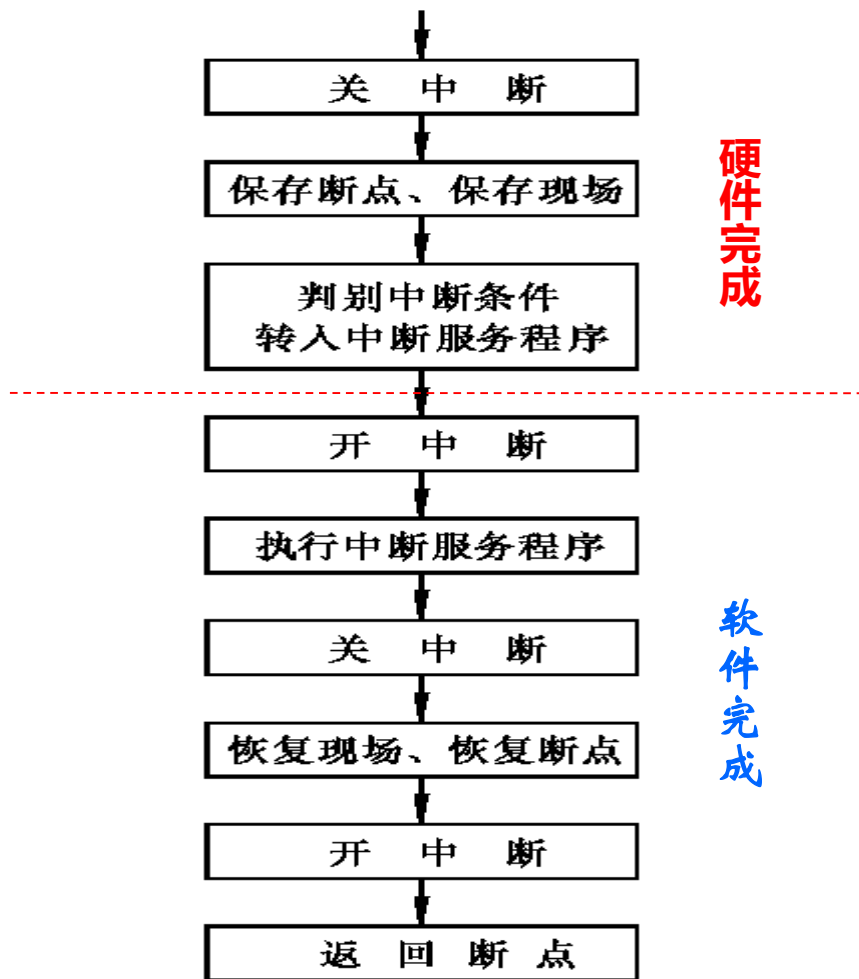 关 中 断
保存断点、保存现场
判别中断条件
转入中断服务程序
硬件完成
开 中 断
执行中断服务程序
关 中 断
恢复现场、恢复断点
开 中 断
返 回 断 点
软件完成